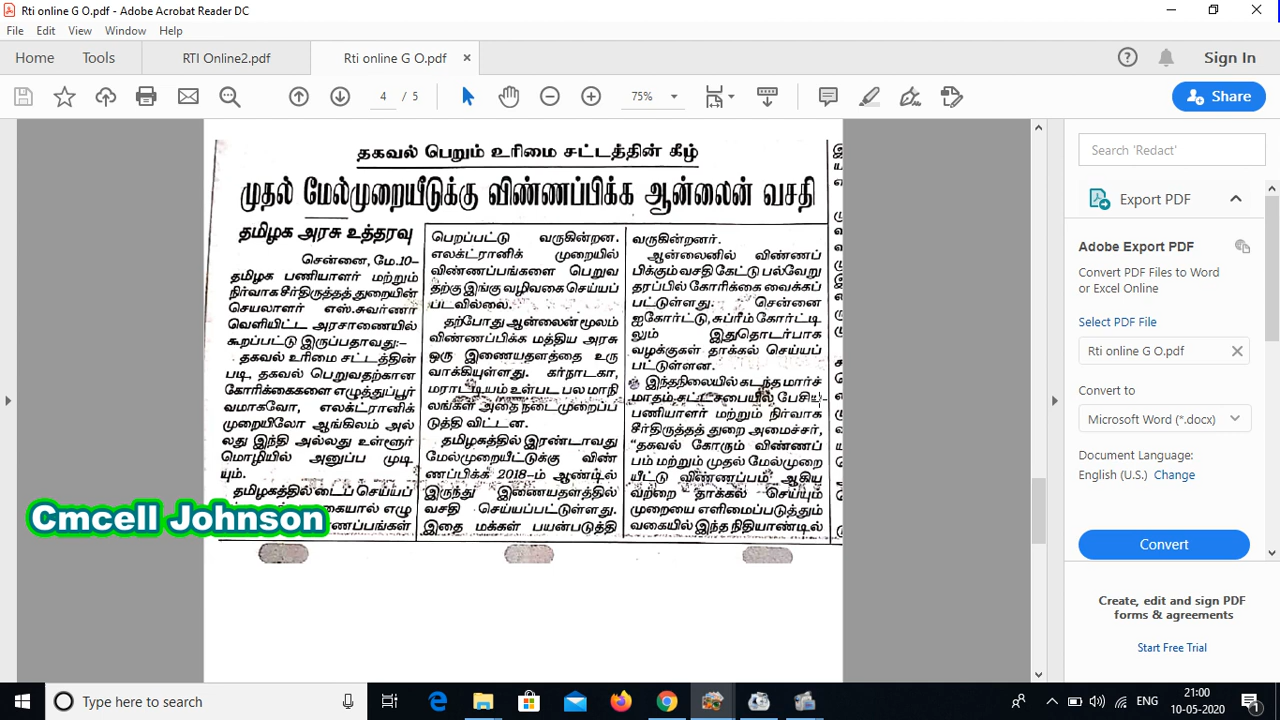 Rti online G O.pdf - Adobe Acrobat Reader DC
File Edit View Window Help
Home Tools RTI Online2.pdf Rti online G O.pdf × Sign In
4 / 5 75% Share
தகவல் பெறும் உரிமை சட்டத்தின் கீழ்
முதல் மேல்முறையீடுக்கு விண்ணப்பிக்க ஆன்லைன் வசதி
தமிழக அரசு உத்தரவு
சென்னை, மே.10-
தமிழக பணியாளர் மற்றும்
நிர்வாக சீர்திருத்தத் துறையின்
செயலாளர் எஸ்.சுவர்ணா
வெளியிட்ட அரசாணையில்
கூறப்பட்டு இருப்பதாவது:-
தகவல் உரிமை சட்டத்தின்
படி, தகவல் பெறுவதற்கான
கோரிக்கைகளை எழுத்துப்பூர்
வமாகவோ, எலக்ட்ரானிக்
முறையிலோ ஆங்கிலம் அல்
லது இந்தி அல்லது உள்ளூர்
மொழியில் அனுப்ப முடி
யும்.
தமிழகத்தில் டைப் செய்யப்
கையால் எழு
ணப்பங்கள்
பெறப்பட்டு வருகின்றன.
எலக்ட்ரானிக் முறையில்
விண்ணப்பங்களை பெறுவ
தற்கு இங்கு வழிவகை செய்யப்
படவில்லை.
தற்போது ஆன்லைன் மூலம்
விண்ணப்பிக்க மத்திய அரசு
ஒரு இணையதளத்தை உரு
வாக்கியுள்ளது. கர்நாடகா,
மராட்டியம் உள்பட பல மாநி
லங்கள் அதை நடைமுறைப்ப
டுத்தி விட்டன.
தமிழகத்தில் இரண்டாவது
மேல்முறையீட்டுக்கு விண்
ணப்பிக்க 2018-ம் ஆண்டில்
இருந்து இணையதளத்தில்
வசதி செய்யப்பட்டுள்ளது.
இதை மக்கள் பயன்படுத்தி
வருகின்றனர்.
ஆன்லைனில் விண்ணப்
பிக்கும் வசதி கேட்டு பல்வேறு
தரப்பில் கோரிக்கை வைக்கப்
பட்டுள்ளது. சென்னை
ஐகோர்ட்டு, சுப்ரீம் கோர்ட்டி
லும் இதுதொடர்பாக
வழக்குகள் தாக்கல் செய்யப்
பட்டுள்ளன.
இந்தநிலையில் கடந்த மார்ச்
மாதம் சட்டசபையில் பேசிய
பணியாளர் மற்றும் நிர்வாக
சீர்திருத்தத் துறை அமைச்சர்,
“தகவல் கோரும் விண்ணப்
பம் மற்றும் முதல் மேல்முறை
யீட்டு விண்ணப்பம் ஆகிய
வற்றை தாக்கல் செய்யும்
முறையை எளிமைப்படுத்தும்
வகையில் இந்த நிதியாண்டில்
Cmcell Johnson
Search 'Redact'
Export PDF
Adobe Export PDF
Convert PDF Files to Word
or Excel Online
Select PDF File
Rti online G O.pdf ×
Convert to
Microsoft Word (*.docx)
Document Language:
English (U.S.) Change
Convert
Create, edit and sign PDF
forms & agreements
Start Free Trial
Type here to search
ENG
21:00
10-05-2020
1